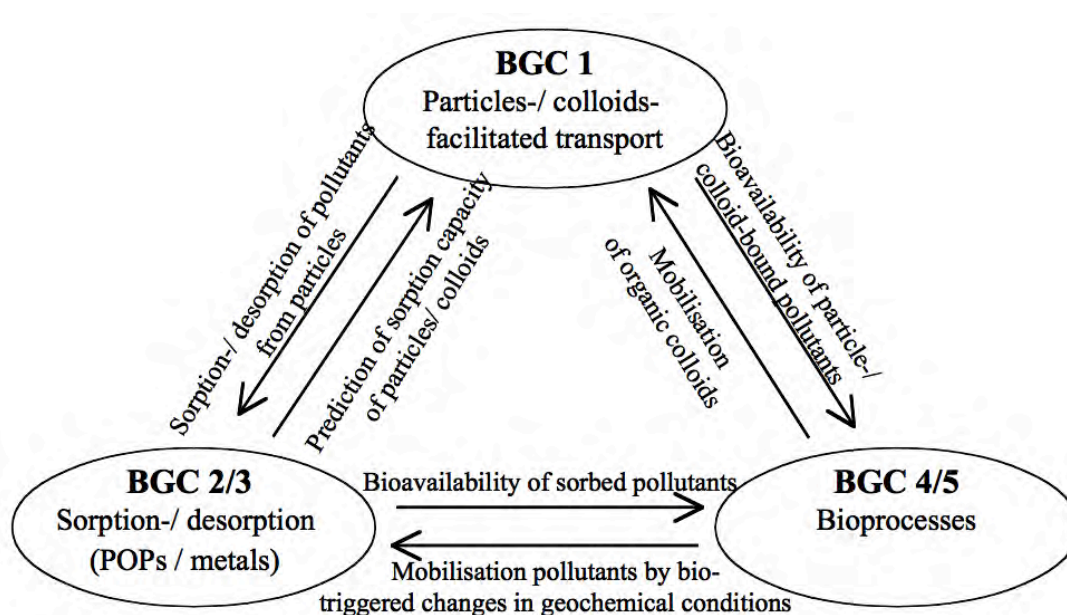 BGC 1
Particles-/ colloids-
facilitated transport
Sorption-/ desorption of pollutants
from particles
Prediction of sorption capacity
of particles/ colloids
Mobilisation
of organic colloids
Bioavailability of particle-/
colloid-bound pollutants
BGC 2/3
Sorption-/ desorption
(POPs / metals)
Bioavailability of sorbed pollutants
Mobilisation pollutants by bio-
triggered changes in geochemical conditions
BGC 4/5
Bioprocesses